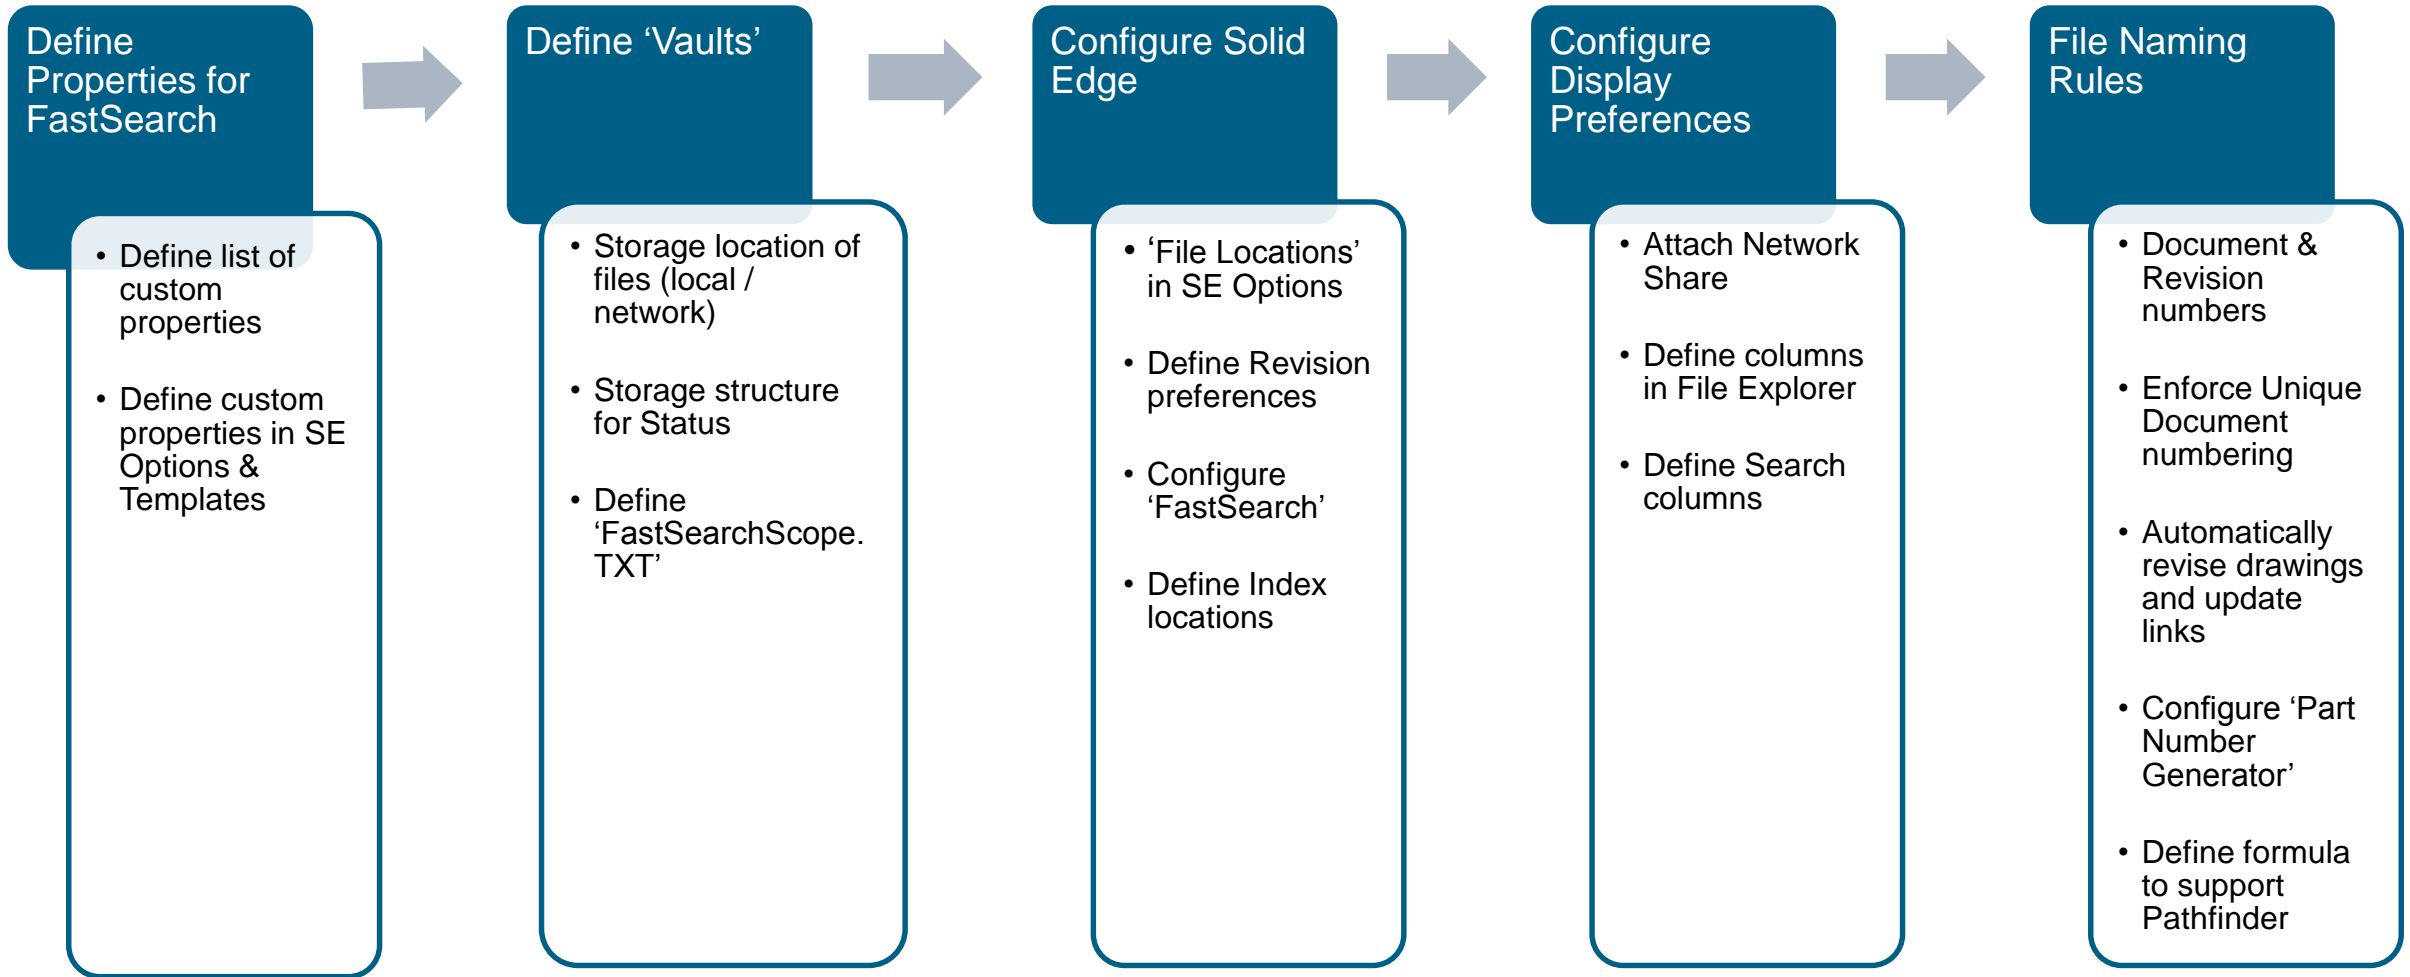 Define
Properties for
FastSearch
• Define list of
custom
properties
• Define custom
properties in SE
Options &
Templates
Define ‘Vaults’
• Storage location of
files (local /
network)
• Storage structure
for Status
• Define
‘FastSearchScope.
TXT’
Configure Solid
Edge
• ‘File Locations’
in SE Options
• Define Revision
preferences
• Configure
‘FastSearch’
• Define Index
locations
Configure
Display
Preferences
• Attach Network
Share
• Define columns
in File Explorer
• Define Search
columns
File Naming
Rules
• Document &
Revision
numbers
• Enforce Unique
Document
numbering
• Automatically
revise drawings
and update
links
• Configure ‘Part
Number
Generator’
• Define formula
to support
Pathfinder